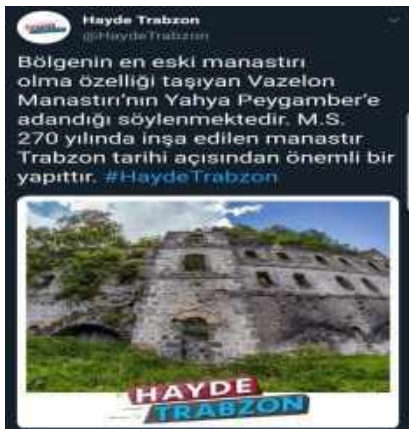 Hayde Trabzon
@HaydeTrabzon
Bölgenin en eski manastırı
olma özelliği taşıyan Vazelon
Manastırı'nın Yahya Peygamber'e
adandığı söylenmektedir. M.S.
270 yılında inşa edilen manastır
Trabzon tarihi açısından önemli bir
yapıttır. #HaydeTrabzon
HAYDE
TRABZON